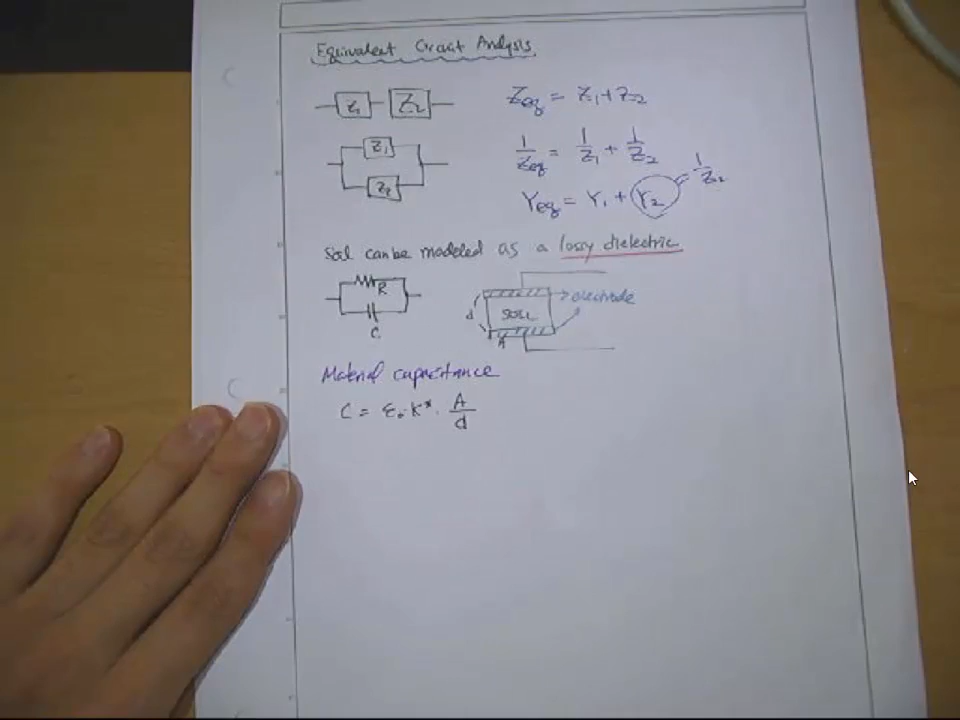 Equivalent Circuit Analysis
Z₁ Z₂ Zeq = Z₁ + Z₂
Z₁
Z₂
1/Zeq = 1/Z₁ + 1/Z₂
Yeq = Y₁ + Y₂ = 1/Z₂
Soil can be modeled as a lossy dielectric
R
C
d SOIL electrode
A
Material capacitance
C = ε₀·K*· A/d